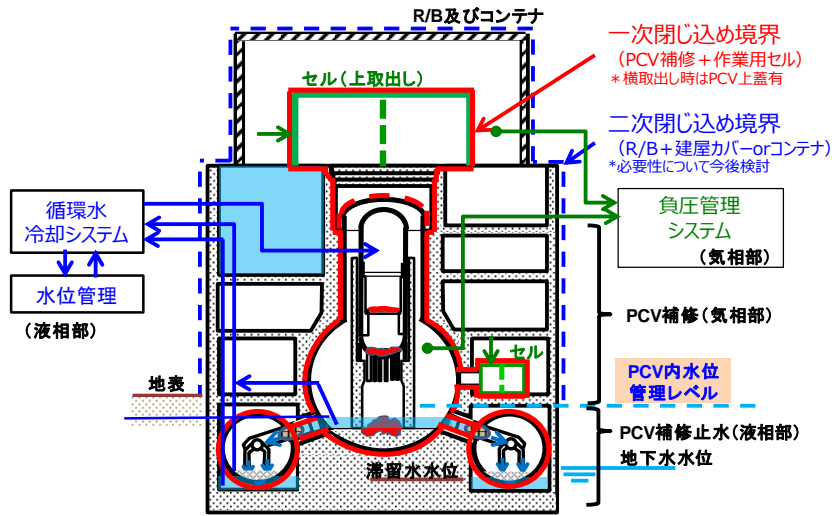 R/B及びコンテナ
一次閉じ込め境界
（PCV補修＋作業用セル）
＊横取出し時はPCV上蓋有
セル（上取出し）
二次閉じ込め境界
（R/B＋建屋カバーorコンテナ）
*必要性について今後検討
循環水
冷却システム
負圧管理
システム
（気相部）
水位管理
（液相部）
PCV補修（気相部）
セル
PCV内水位
管理レベル
地表
PCV補修止水（液相部）
地下水水位
滞留水水位